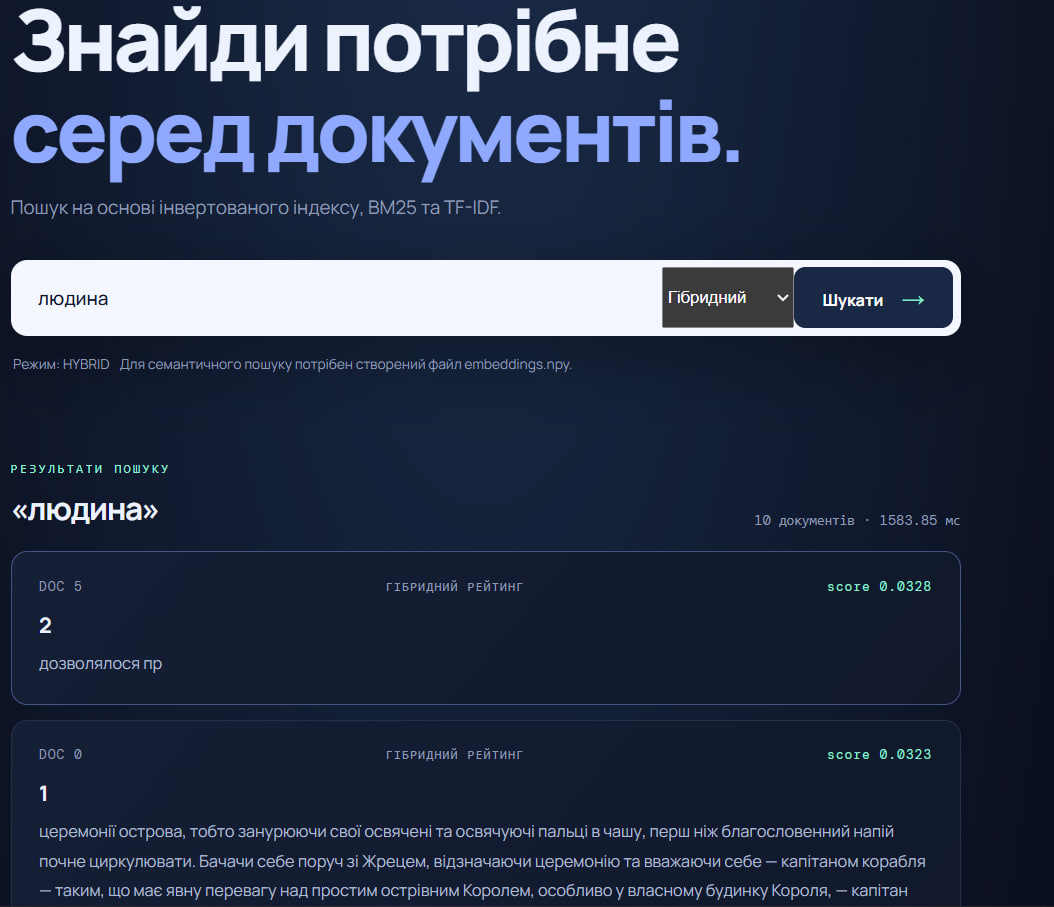 Знайди потрібне
серед документів.
Пошук на основі інвертованого індексу, BM25 та TF-IDF.
людина
Гібридний
Шукати →
Режим: HYBRID Для семантичного пошуку потрібен створений файл embeddings.npy.
РЕЗУЛЬТАТИ ПОШУКУ
«людина»
10 документів · 1583.85 мс
DOC 5 ГІБРИДНИЙ РЕЙТИНГ score 0.0328
2
дозволялося пр
DOC 0 ГІБРИДНИЙ РЕЙТИНГ score 0.0323
1
церемонії острова, тобто занурюючи свої освячені та освячуючі пальці в чашу, перш ніж благословенний напій
почне циркулювати. Бачачи себе поруч зі Жрецем, відзначаючи церемонію та вважаючи себе — капітаном корабля
— таким, що має явну перевагу над простим острівним Королем, особливо у власному будинку Короля, — капітан